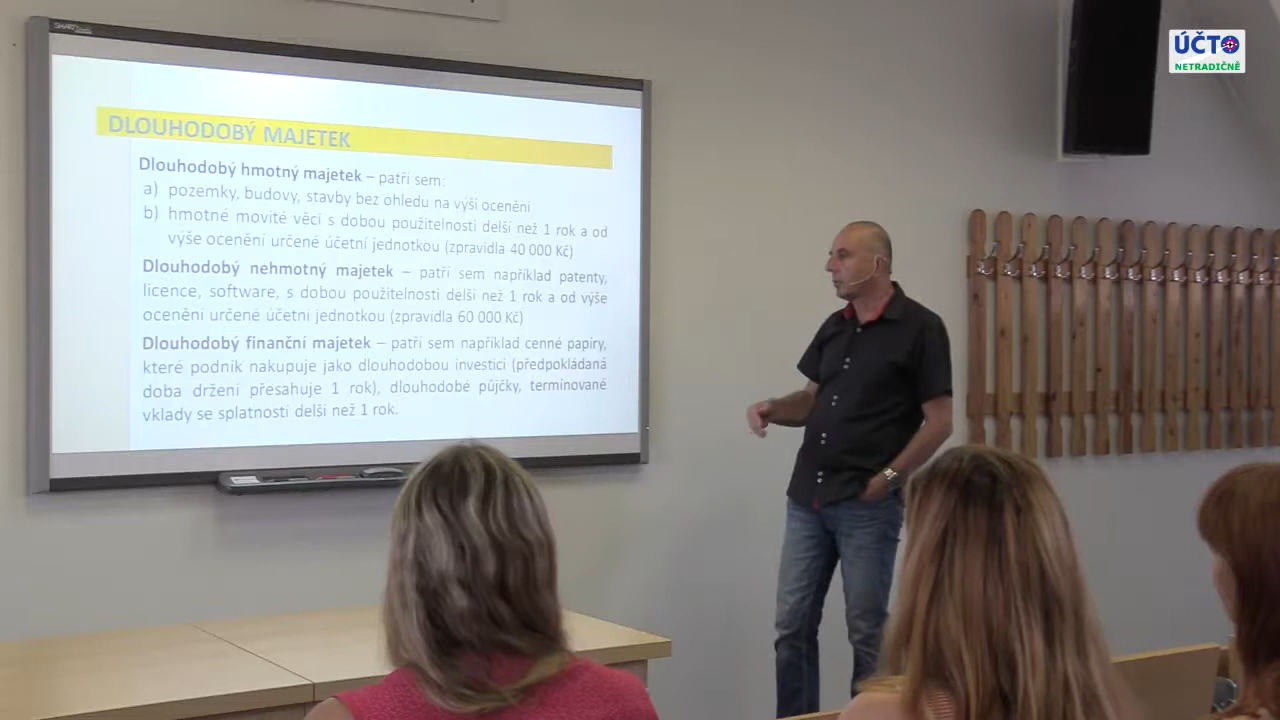 SMART
ÚČTO
NETRADIČNĚ
DLOUHODOBÝ MAJETEK
Dlouhodobý hmotný majetek – patří sem:
a) pozemky, budovy, stavby bez ohledu na výši ocenění
b) hmotné movité věci s dobou použitelnosti delší než 1 rok a od
výše ocenění určené účetní jednotkou (zpravidla 40 000 Kč)
Dlouhodobý nehmotný majetek – patří sem například patenty,
licence, software, s dobou použitelnosti delší než 1 rok a od výše
ocenění určené účetní jednotkou (zpravidla 60 000 Kč)
Dlouhodobý finanční majetek – patří sem například cenné papíry,
které podnik nakupuje jako dlouhodobou investici (předpokládaná
doba držení přesahuje 1 rok), dlouhodobé půjčky, termínované
vklady se splatností delší než 1 rok.